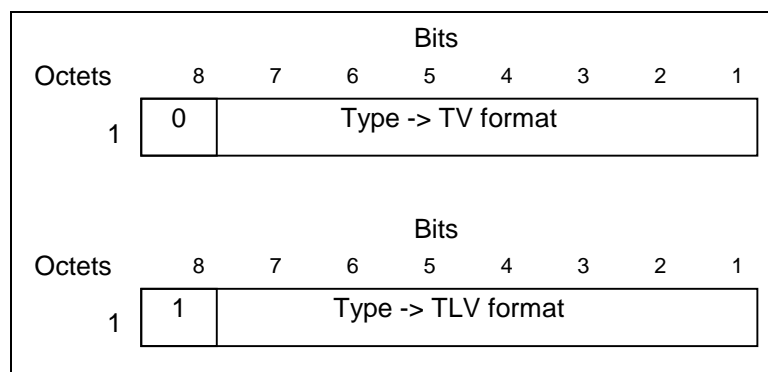 Bits
Octets 8 7 6 5 4 3 2 1
1 0 Type -> TV format
Bits
Octets 8 7 6 5 4 3 2 1
1 1 Type -> TLV format